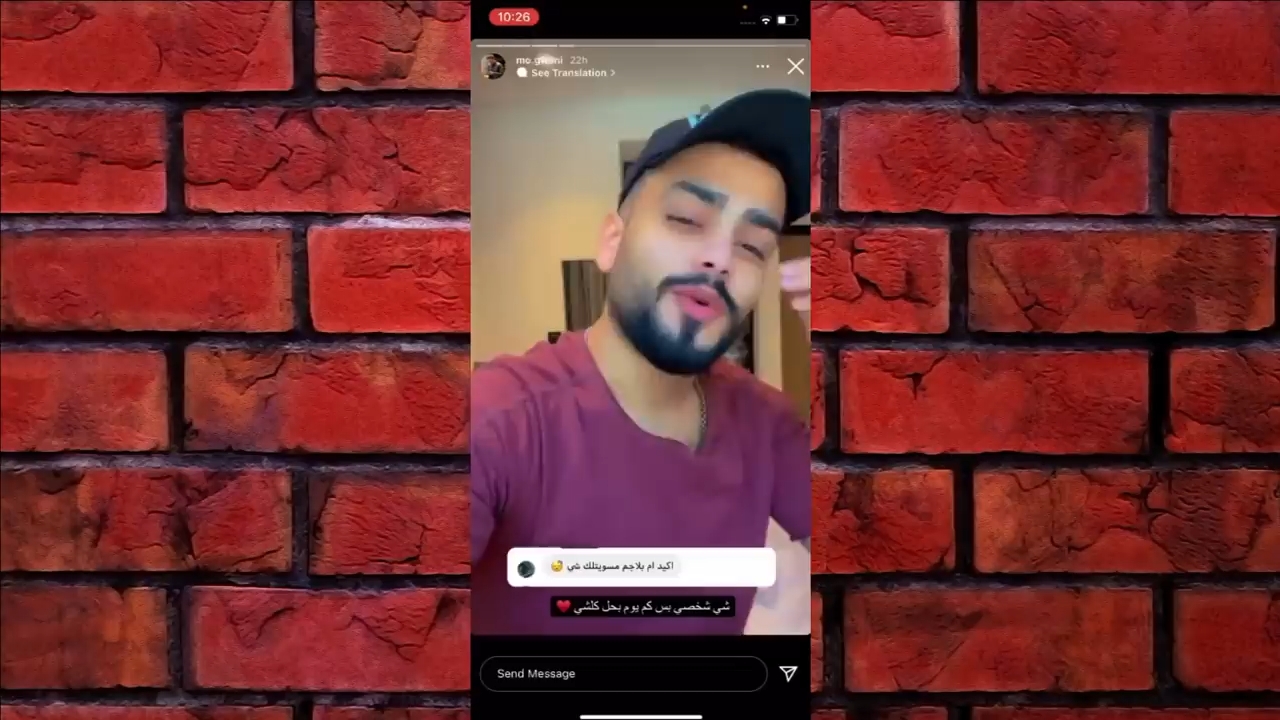 10:26
22h
See Translation
اكيد ام بلاجم مسويتلك شي 😅
شي شخصي بس كم يوم بحل كلشي ❤️
Send Message